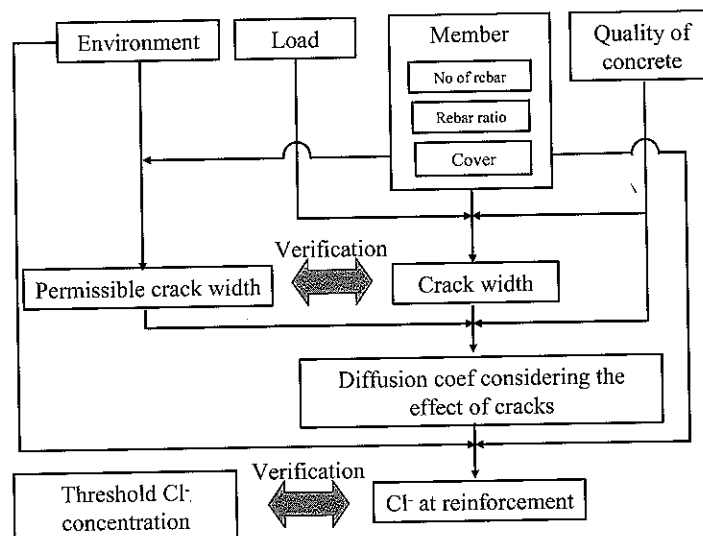 Environment
Load
Member
No of rebar
Rebar ratio
Cover
Quality of
concrete
Verification
Permissible crack width
Crack width
Diffusion coef considering the
effect of cracks
Verification
Threshold Cl-
concentration
Cl- at reinforcement